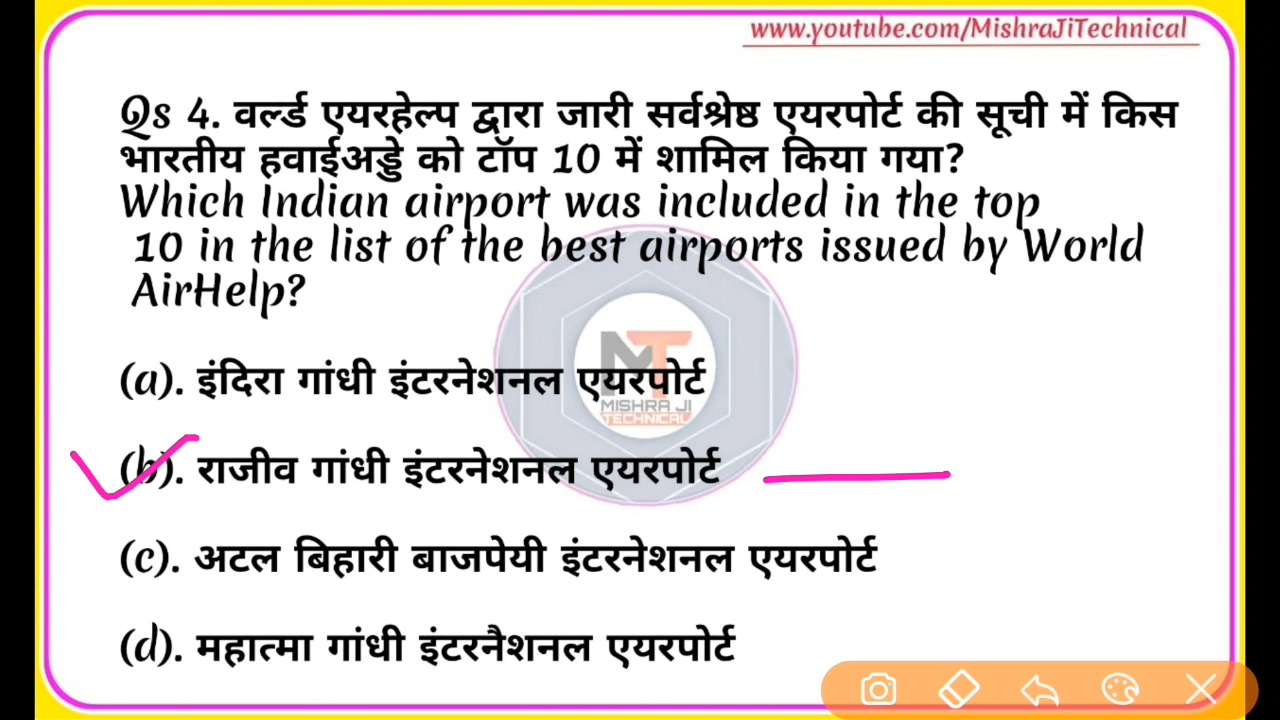 www.youtube.com/MishraJiTechnical
Qs 4. वर्ल्ड एयरहेल्प द्वारा जारी सर्वश्रेष्ठ एयरपोर्ट की सूची में किस
भारतीय हवाईअड्डे को टॉप 10 में शामिल किया गया?
Which Indian airport was included in the top
10 in the list of the best airports issued by World
AirHelp?
(a). इंदिरा गांधी इंटरनेशनल एयरपोर्ट
MT
MISHRA JI
TECHNICAL
(b). राजीव गांधी इंटरनेशनल एयरपोर्ट
(c). अटल बिहारी बाजपेयी इंटरनेशनल एयरपोर्ट
(d). महात्मा गांधी इंटरनैशनल एयरपोर्ट